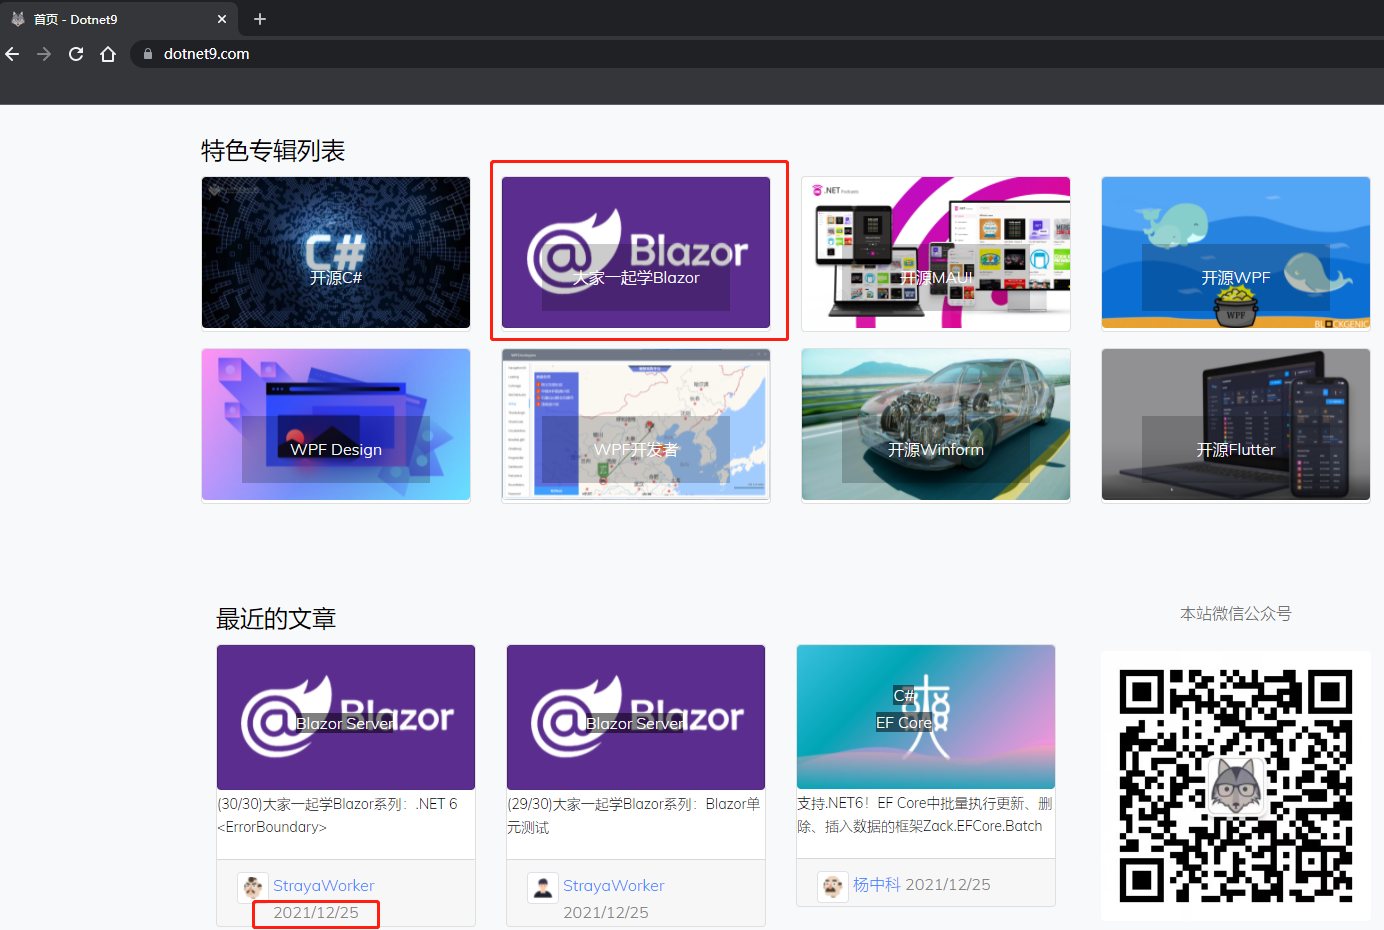 首页 - Dotnet9
dotnet9.com
特色专辑列表
C#
开源C#
Blazor
大家一起学Blazor
.NET Podcasts
开源MAUI
开源WPF
WPF
BLOCKGENIC
WPF Design
WPF开发者
开源Winform
开源Flutter
最近的文章
本站微信公众号
Blazor
Blazor Server
(30/30)大家一起学Blazor系列：.NET 6
<ErrorBoundary>
StrayaWorker
2021/12/25
Blazor
Blazor Server
(29/30)大家一起学Blazor系列：Blazor单
元测试
StrayaWorker
2021/12/25
C#
EF Core
支持.NET6！EF Core中批量执行更新、删
除、插入数据的框架Zack.EFCore.Batch
杨中科 2021/12/25